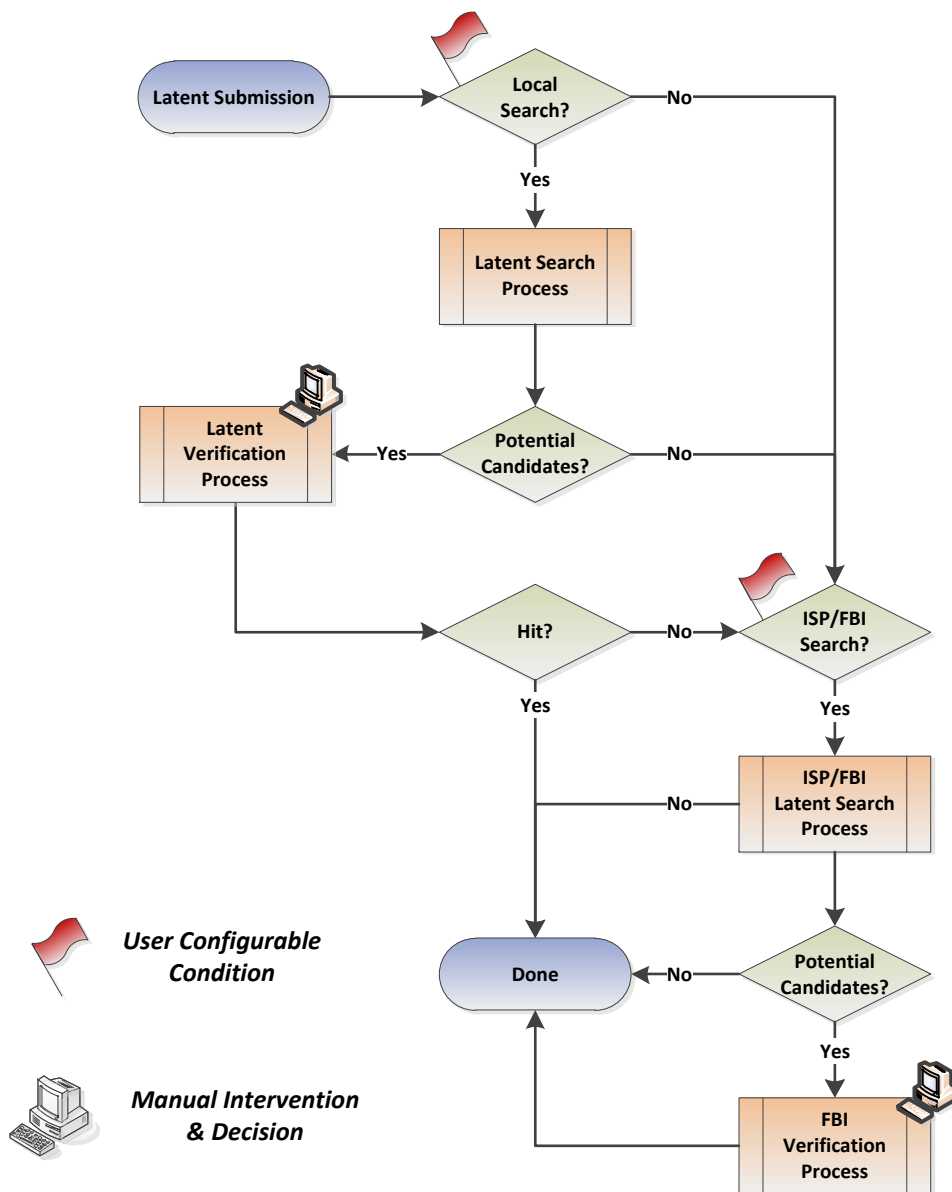 Latent Submission
Local
Search?
No
Yes
Latent Search
Process
Latent
Verification
Process
Yes
Potential
Candidates?
No
Hit?
No
ISP/FBI
Search?
Yes
Yes
ISP/FBI
Latent Search
Process
No
User Configurable
Condition
Done
No
Potential
Candidates?
Yes
Manual Intervention
& Decision
FBI
Verification
Process